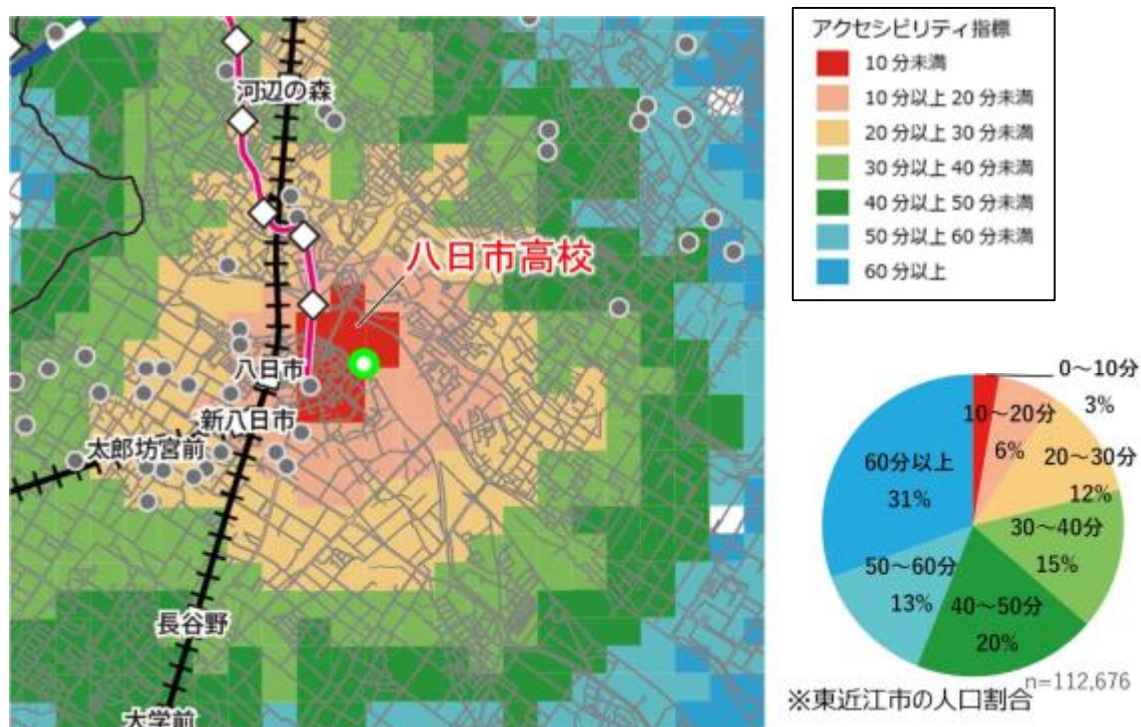 河辺の森
八日市高校
八日市
新八日市
太郎坊宮前
長谷野
大学前
アクセシビリティ指標
10分未満
10分以上20分未満
20分以上30分未満
30分以上40分未満
40分以上50分未満
50分以上60分未満
60分以上
0～10分
3%
10～20分
6%
20～30分
12%
30～40分
15%
40～50分
20%
50～60分
13%
60分以上
31%
n=112,676
※東近江市の人口割合